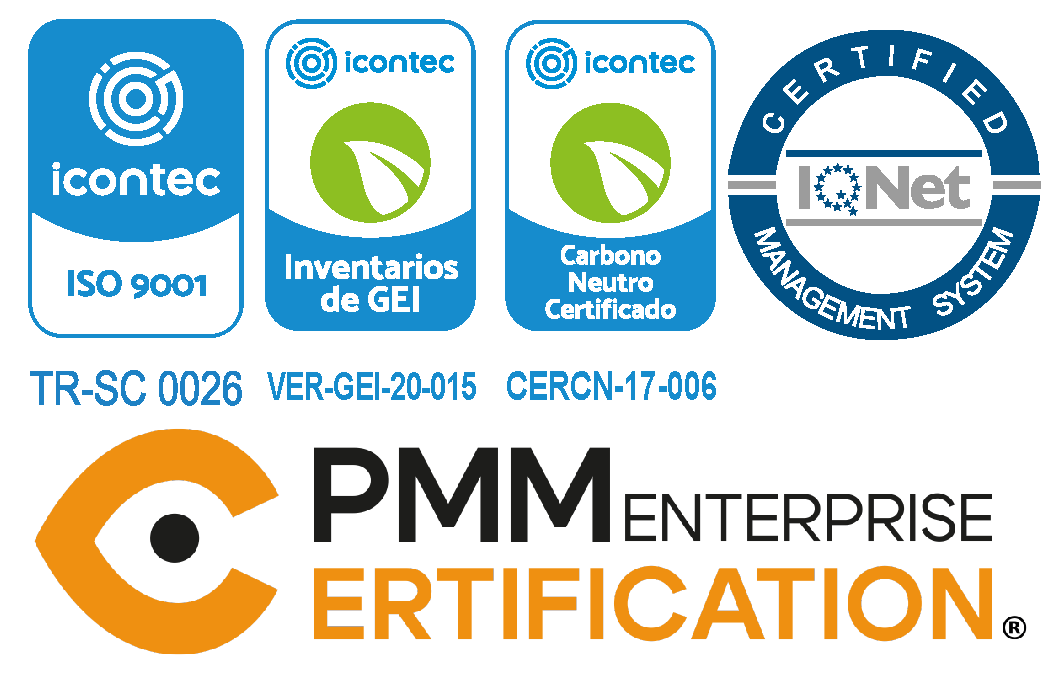 icontec
ISO 9001
TR-SC 0026
icontec
Inventarios
de GEI
VER-GEI-20-015
icontec
Carbono
Neutro
Certificado
CERCN-17-006
CERTIFIED
IQNet
MANAGEMENT SYSTEM
PMM ENTERPRISE
CERTIFICATION®